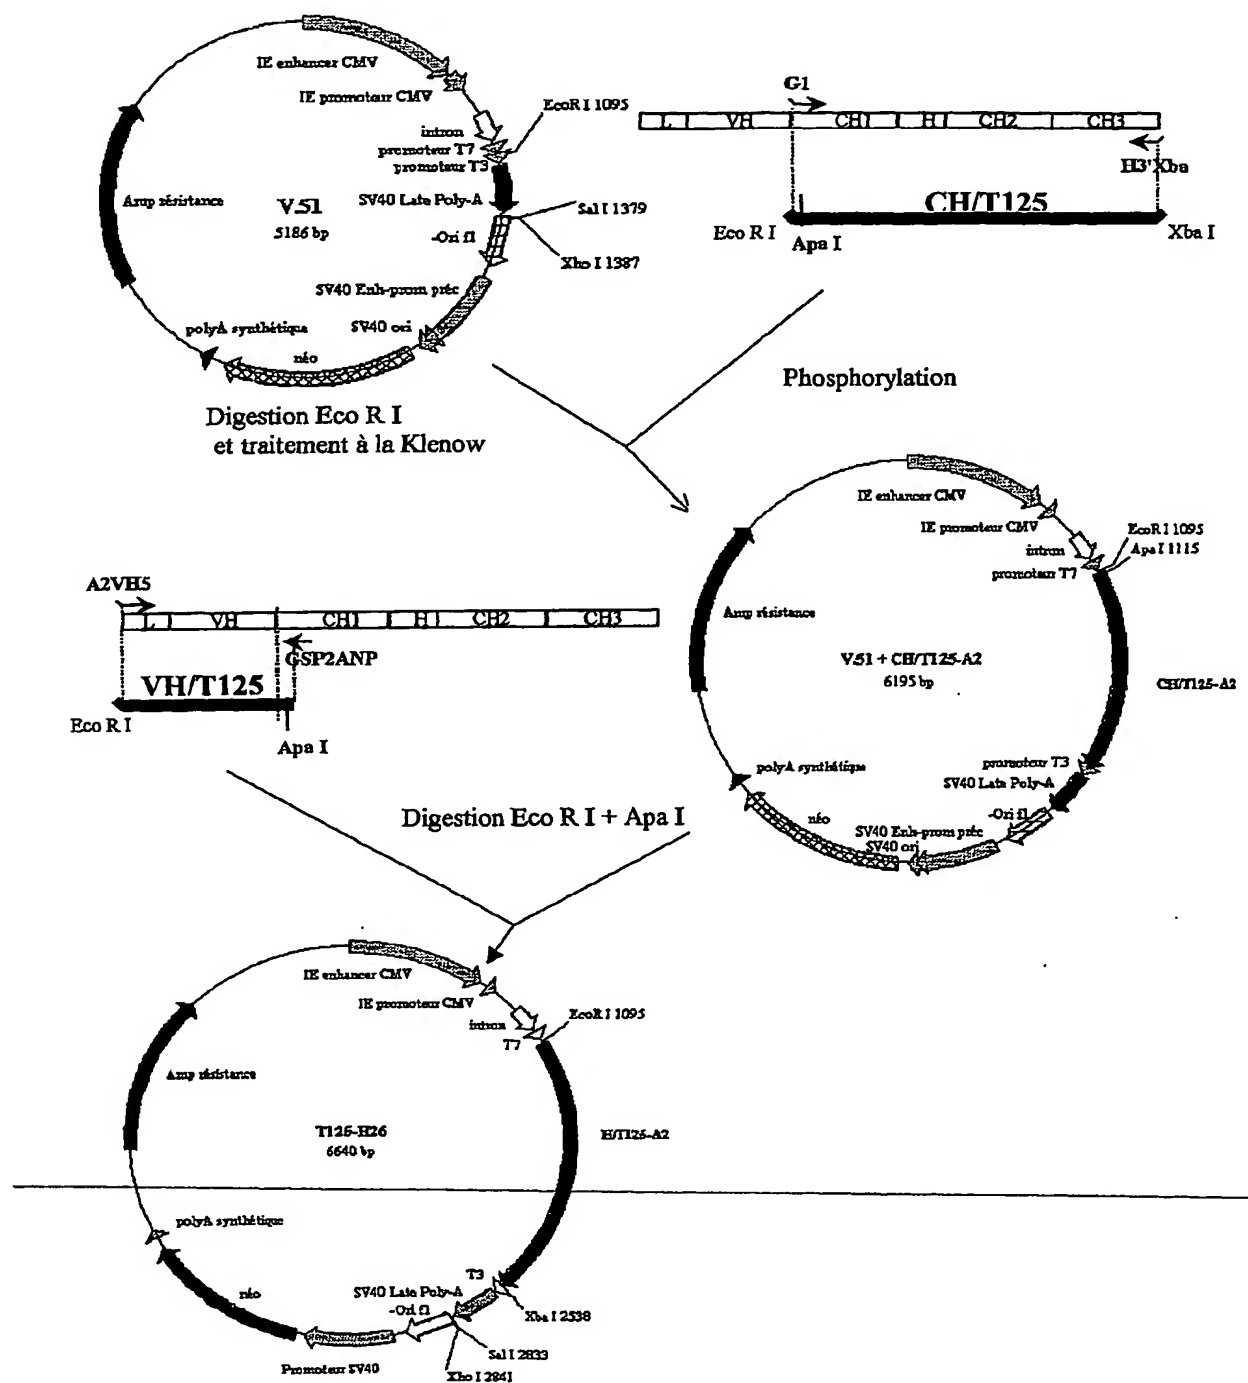 IE enhancer CMV
IE promoteur CMV
EcoR I 1095
intron
promoteur T7
promoteur T3
Amp résistance
V51
5186 bp
SV40 Late Poly-A
Sal I 1379
-Ori f1
Xho I 1387
SV40 Enh-prom préc
SV40 ori
polyA synthétique
néo
G1
L VH CH1 H CH2 CH3
H3'Xba
CH/T125
Eco R I
Apa I
Xba I
Digestion Eco R I
et traitement à la Klenow
Phosphorylation
IE enhancer CMV
IE promoteur CMV
EcoR I 1095
Apa I 1115
intron
promoteur T7
Amp résistance
V51 + CH/T125-A2
6195 bp
CH/T125-A2
promoteur T3
SV40 Late Poly-A
-Ori f1
SV40 Enh-prom préc
SV40 ori
néo
polyA synthétique
A2VH5
L VH CH1 H CH2 CH3
GSP2ANP
VH/T125
Eco R I
Apa I
Digestion Eco R I + Apa I
IE enhancer CMV
IE promoteur CMV
EcoR I 1095
intron
T7
Amp résistance
T125-H26
6640 bp
H/T125-A2
polyA synthétique
T3
SV40 Late Poly-A
-Ori f1
néo
Xba I 2538
Sal I 2833
Promoteur SV40
Xho I 2841